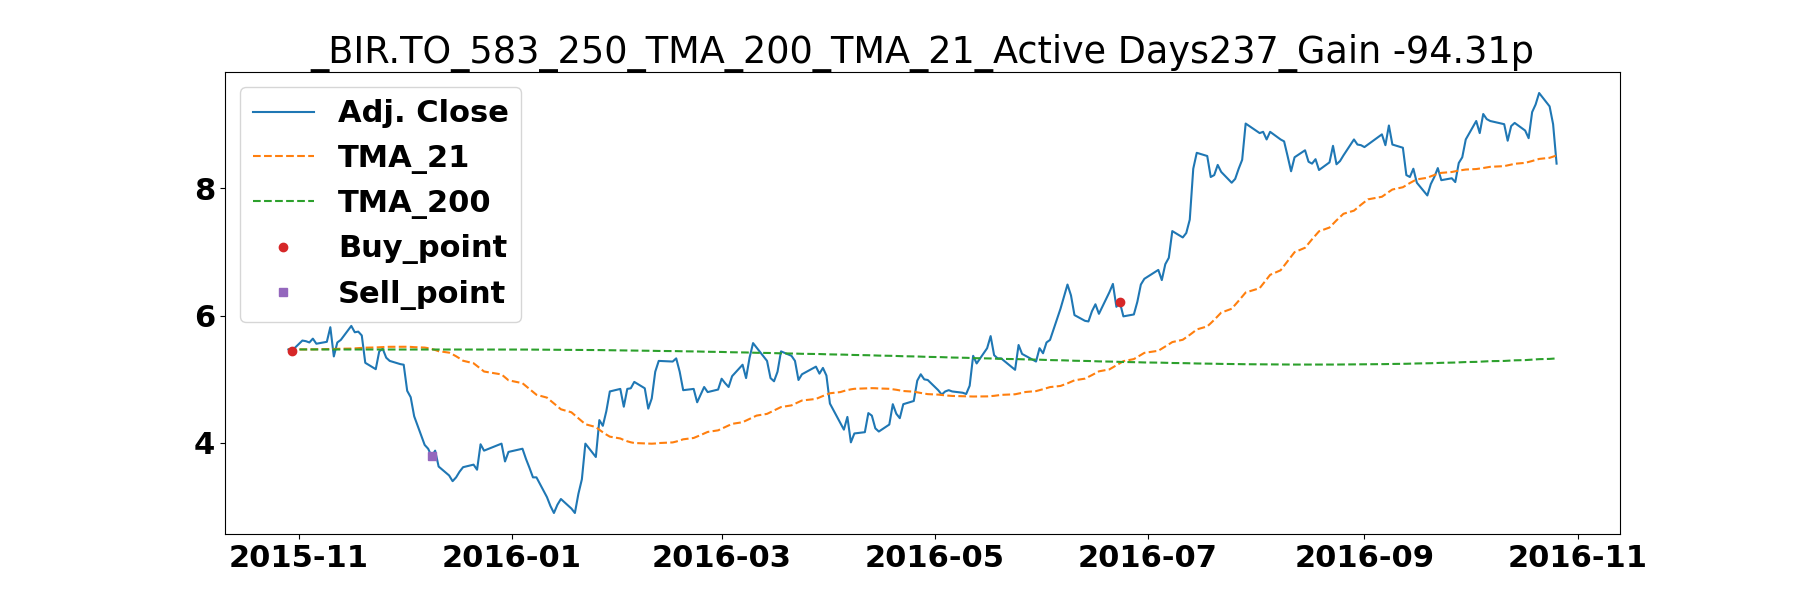 _BIR.TO_583_250_TMA_200_TMA_21_Active Days237_Gain -94.31p
Adj. Close
TMA_21
TMA_200
Buy_point
Sell_point
8
6
4
2015-11 2016-01 2016-03 2016-05 2016-07 2016-09 2016-11